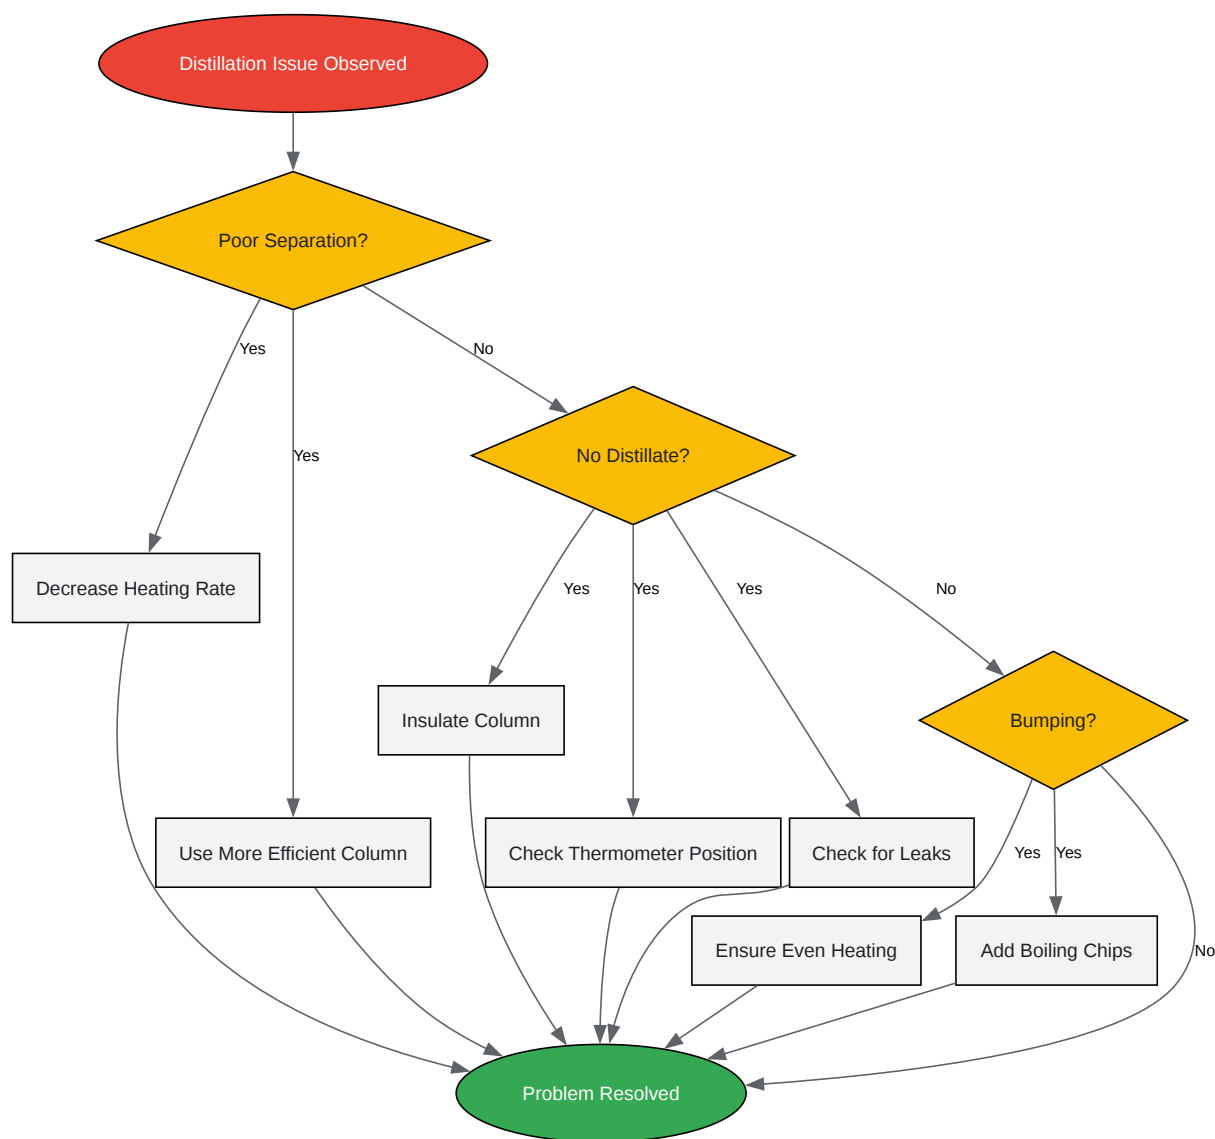 Distillation Issue Observed
Poor Separation?
Yes
No
Yes
No Distillate?
Decrease Heating Rate
Yes
Yes
Yes
No
Insulate Column
Bumping?
Use More Efficient Column
Check Thermometer Position
Check for Leaks
Yes
Yes
Ensure Even Heating
Add Boiling Chips
No
Problem Resolved